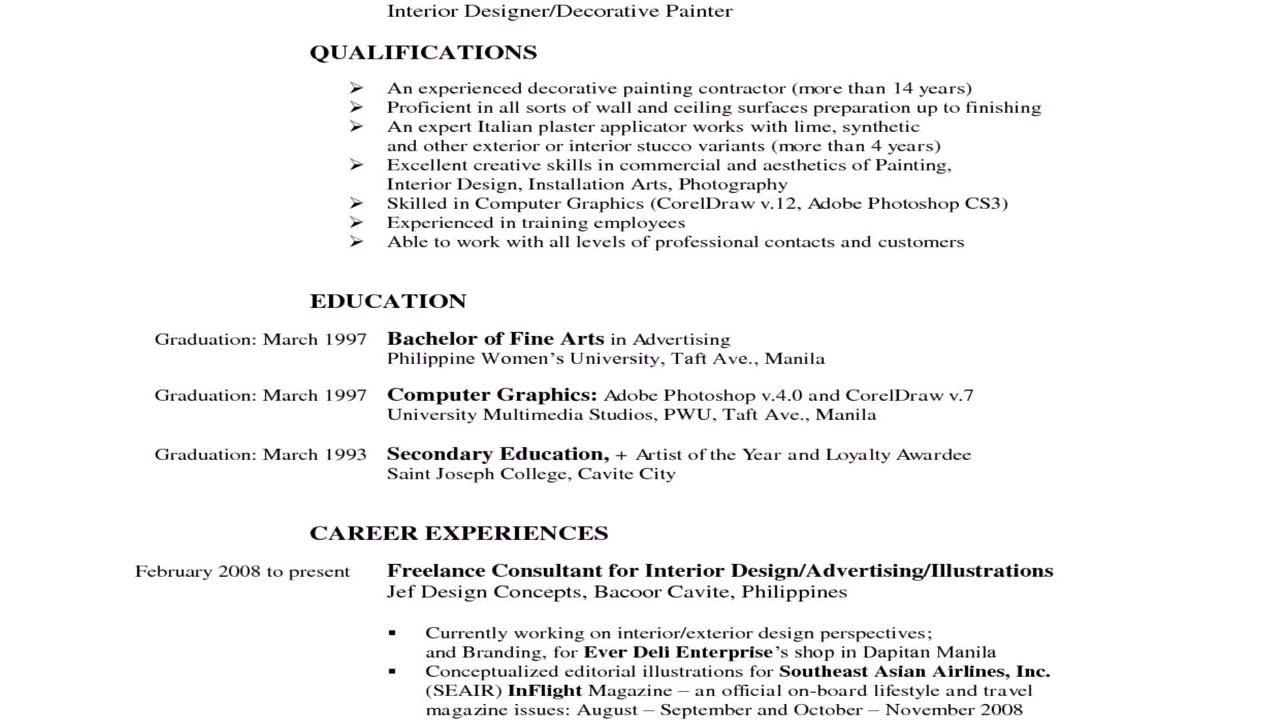 Interior Designer/Decorative Painter
QUALIFICATIONS
➢ An experienced decorative painting contractor (more than 14 years)
➢ Proficient in all sorts of wall and ceiling surfaces preparation up to finishing
➢ An expert Italian plaster applicator works with lime, synthetic
and other exterior or interior stucco variants (more than 4 years)
➢ Excellent creative skills in commercial and aesthetics of Painting,
Interior Design, Installation Arts, Photography
➢ Skilled in Computer Graphics (CorelDraw v.12, Adobe Photoshop CS3)
➢ Experienced in training employees
➢ Able to work with all levels of professional contacts and customers
EDUCATION
Graduation: March 1997 Bachelor of Fine Arts in Advertising
Philippine Women's University, Taft Ave., Manila
Graduation: March 1997 Computer Graphics: Adobe Photoshop v.4.0 and CorelDraw v.7
University Multimedia Studios, PWU, Taft Ave., Manila
Graduation: March 1993 Secondary Education, + Artist of the Year and Loyalty Awardee
Saint Joseph College, Cavite City
CAREER EXPERIENCES
February 2008 to present Freelance Consultant for Interior Design/Advertising/Illustrations
Jef Design Concepts, Bacoor Cavite, Philippines
▪ Currently working on interior/exterior design perspectives;
and Branding, for Ever Deli Enterprise's shop in Dapitan Manila
▪ Conceptualized editorial illustrations for Southeast Asian Airlines, Inc.
(SEAIR) InFlight Magazine – an official on-board lifestyle and travel
magazine issues: August – September and October – November 2008